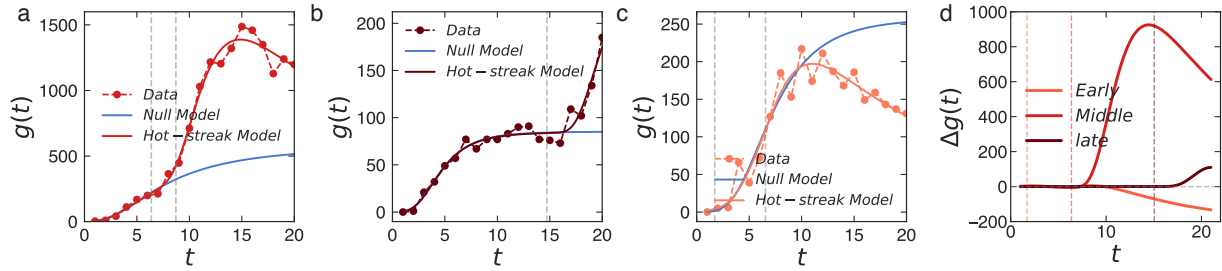 a
1500
1000
500
0
0
5
10
15
20
g(t)
t
Data
Null Model
Hot−streak Model
b
200
150
100
50
0
0
5
10
15
20
g(t)
t
Data
Null Model
Hot−streak Model
c
250
200
150
100
50
0
0
5
10
15
20
g(t)
t
Data
Null Model
Hot−streak Model
d
1000
800
600
400
200
0
−200
10
20
Δg(t)
t
Early
Middle
late